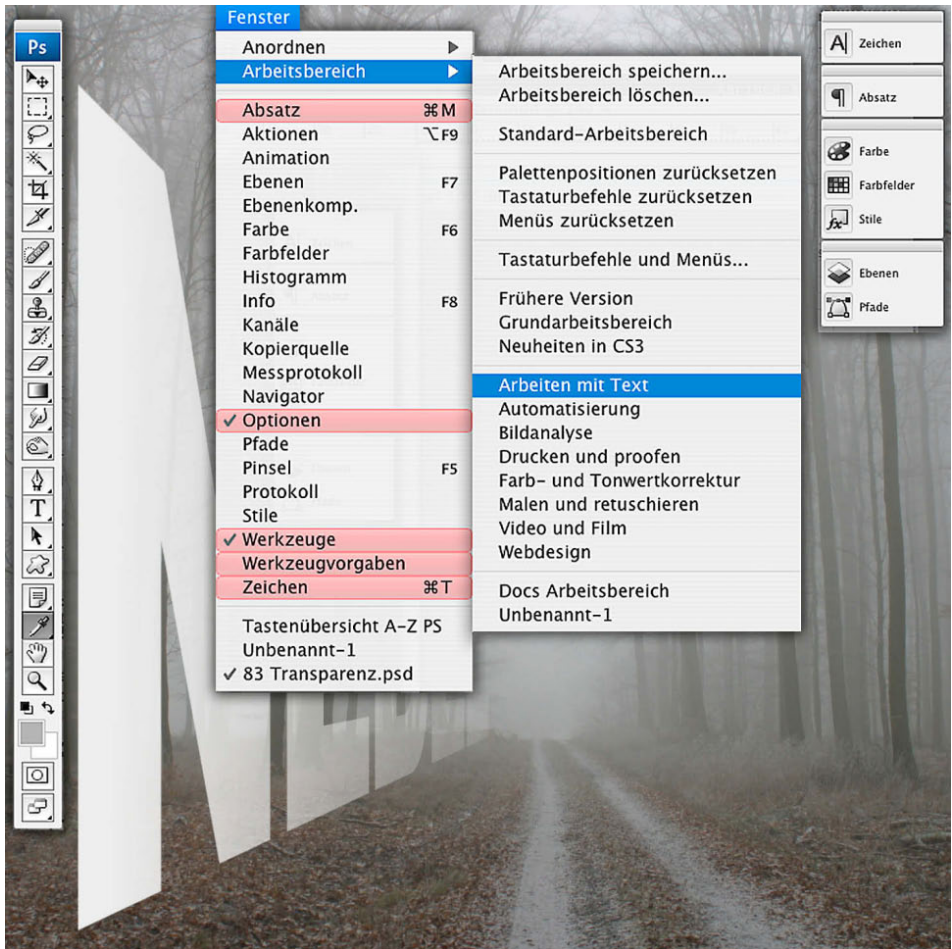 Ps
Fenster
Anordnen
Arbeitsbereich
Absatz ⌘M
Aktionen ⌥F9
Animation
Ebenen F7
Ebenenkomp.
Farbe F6
Farbfelder
Histogramm
Info F8
Kanäle
Kopierquelle
Messprotokoll
Navigator
✓ Optionen
Pfade
Pinsel F5
Protokoll
Stile
✓ Werkzeuge
Werkzeugvorgaben
Zeichen ⌘T
Tastenübersicht A-Z PS
Unbenannt-1
✓ 83 Transparenz.psd
Arbeitsbereich speichern...
Arbeitsbereich löschen...
Standard-Arbeitsbereich
Palettenpositionen zurücksetzen
Tastaturbefehle zurücksetzen
Menüs zurücksetzen
Tastaturbefehle und Menüs...
Frühere Version
Grundarbeitsbereich
Neuheiten in CS3
Arbeiten mit Text
Automatisierung
Bildanalyse
Drucken und proofen
Farb- und Tonwertkorrektur
Malen und retuschieren
Video und Film
Webdesign
Docs Arbeitsbereich
Unbenannt-1
A Zeichen
¶ Absatz
Farbe
Farbfelder
fx Stile
Ebenen
Pfade
T